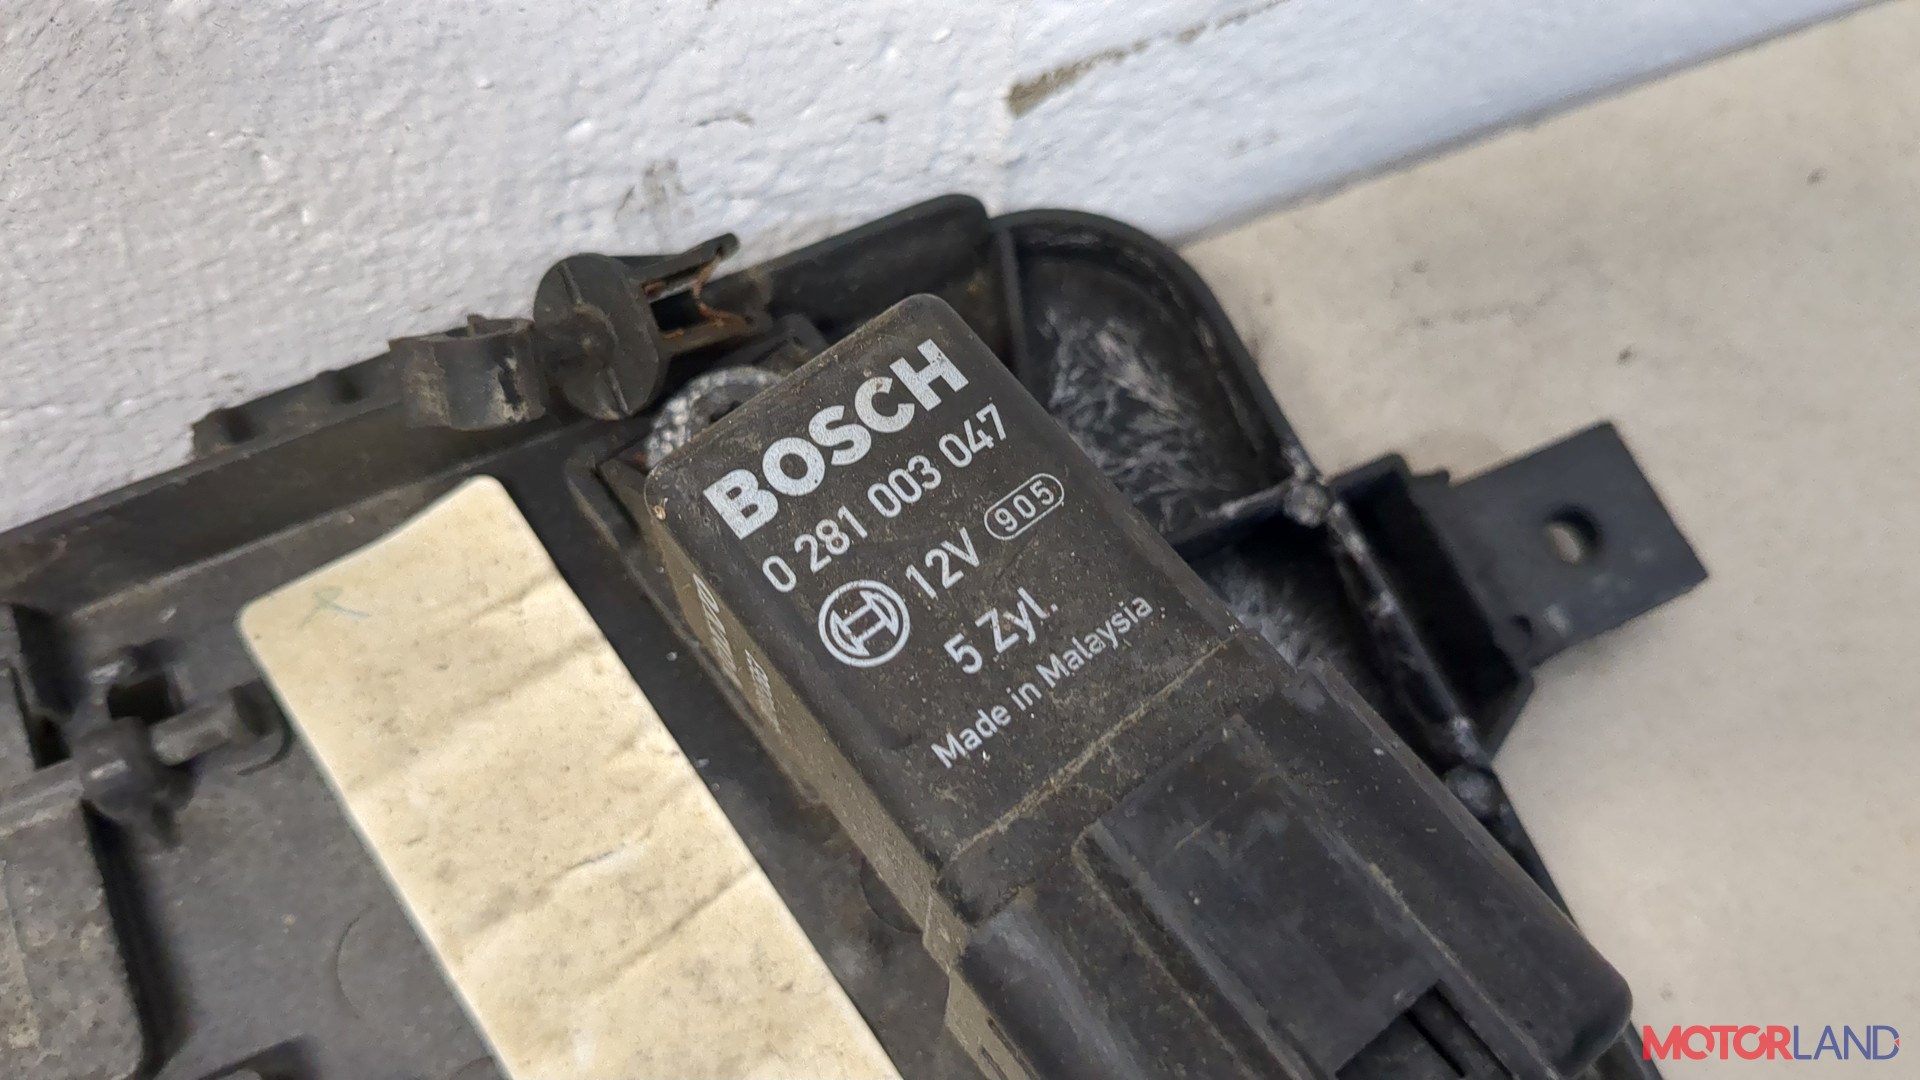 BOSCH
0 281 003 047
12V 905
5 Zyl.
Made in Malaysia
MOTORLAND